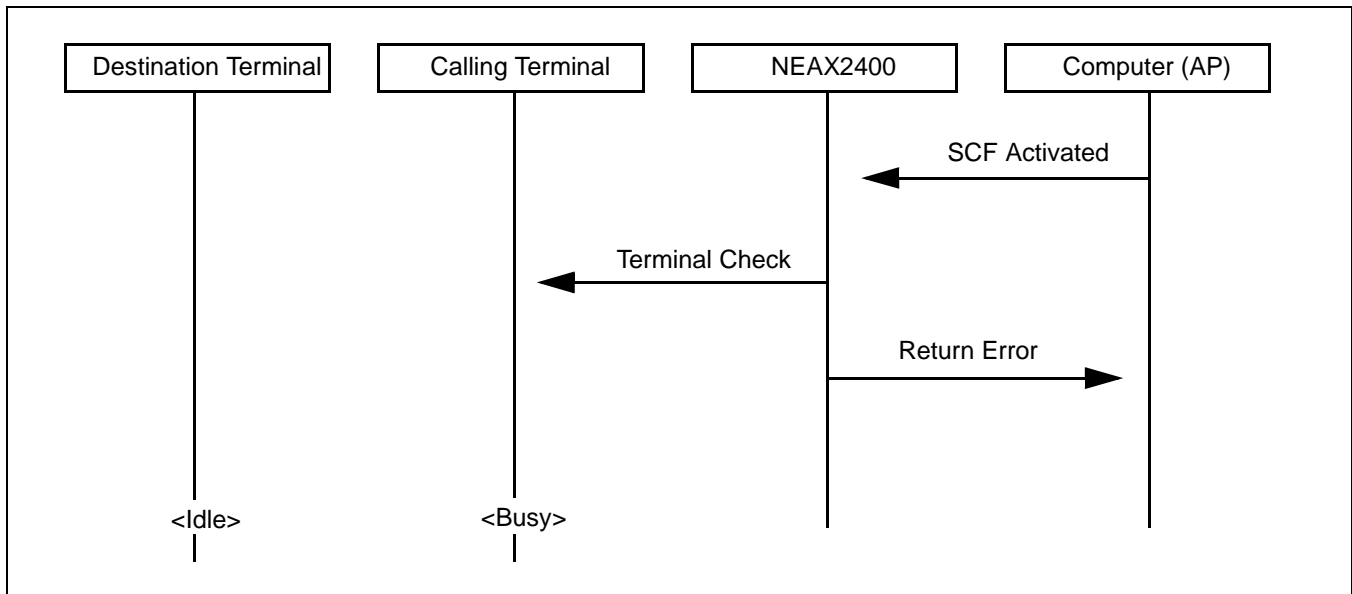 Destination Terminal
Calling Terminal
NEAX2400
Computer (AP)
SCF Activated
Terminal Check
Return Error
<Idle>
<Busy>